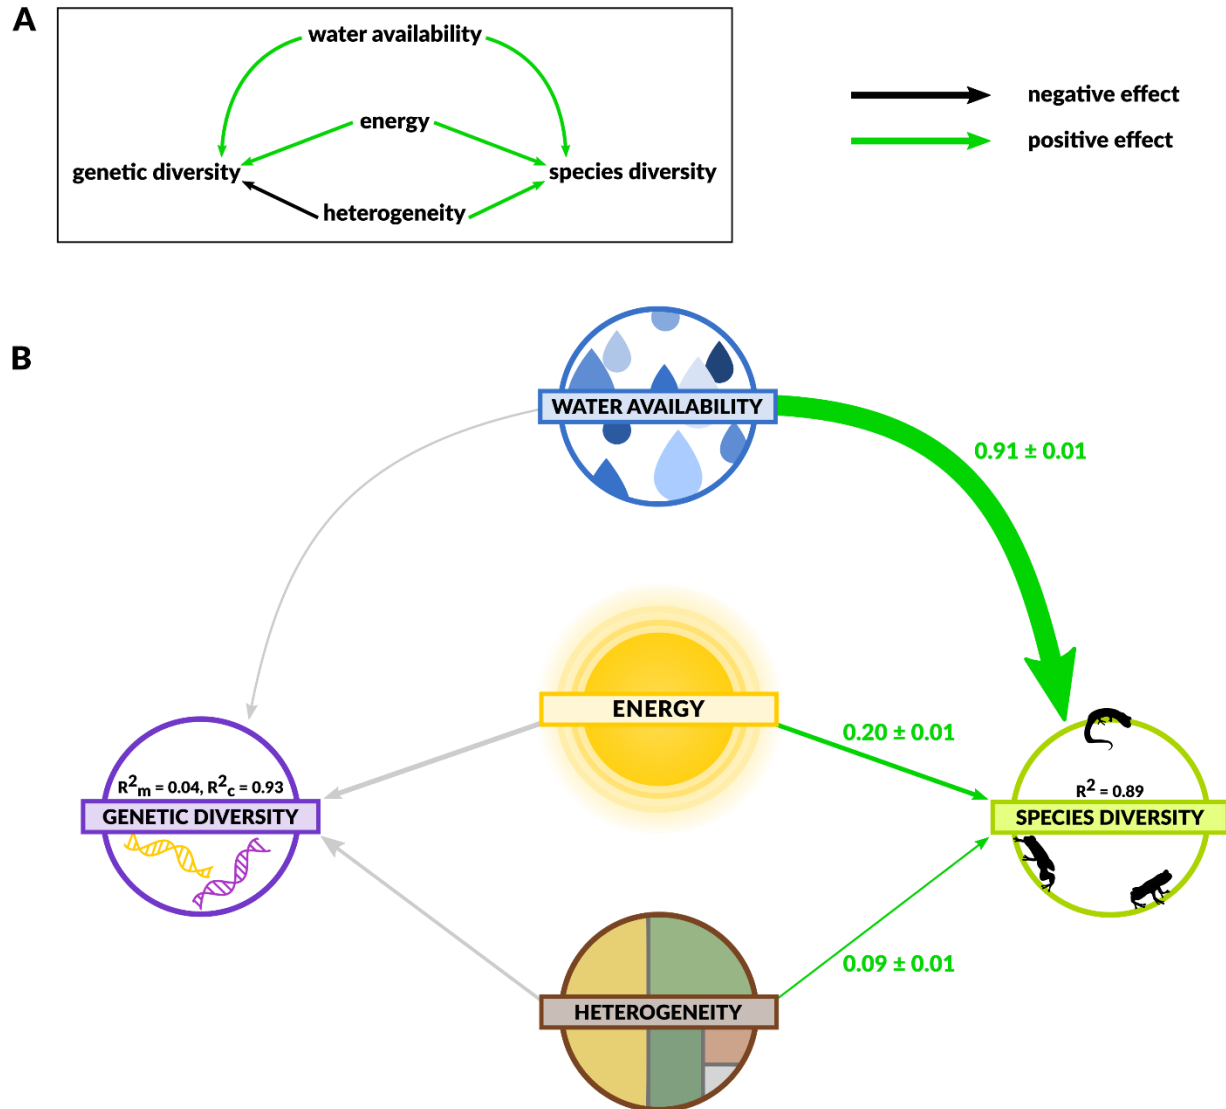 A
water availability
energy
genetic diversity
species diversity
heterogeneity
negative effect
positive effect
B
WATER AVAILABILITY
0.91 ± 0.01
ENERGY
0.20 ± 0.01
R²m = 0.04, R²c = 0.93
GENETIC DIVERSITY
R² = 0.89
SPECIES DIVERSITY
0.09 ± 0.01
HETEROGENEITY